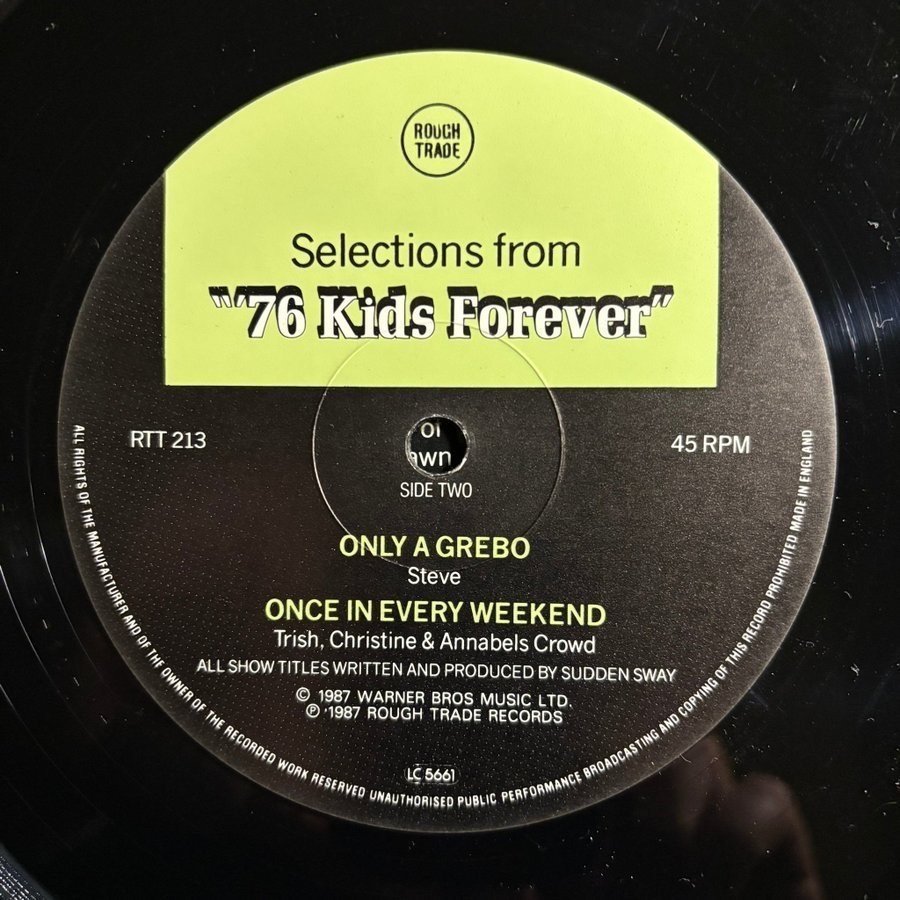 ROUGH
TRADE
Selections from
"'76 Kids Forever"
RTT 213
45 RPM
SIDE TWO
ONLY A GREBO
Steve
ONCE IN EVERY WEEKEND
Trish, Christine & Annabels Crowd
ALL SHOW TITLES WRITTEN AND PRODUCED BY SUDDEN SWAY
© 1987 WARNER BROS MUSIC LTD.
℗ 1987 ROUGH TRADE RECORDS
LC 5661
ALL RIGHTS OF THE MANUFACTURER AND OF THE OWNER OF THE RECORDED WORK RESERVED UNAUTHORISED PUBLIC PERFORMANCE BROADCASTING AND COPYING OF THIS RECORD PROHIBITED MADE IN ENGLAND